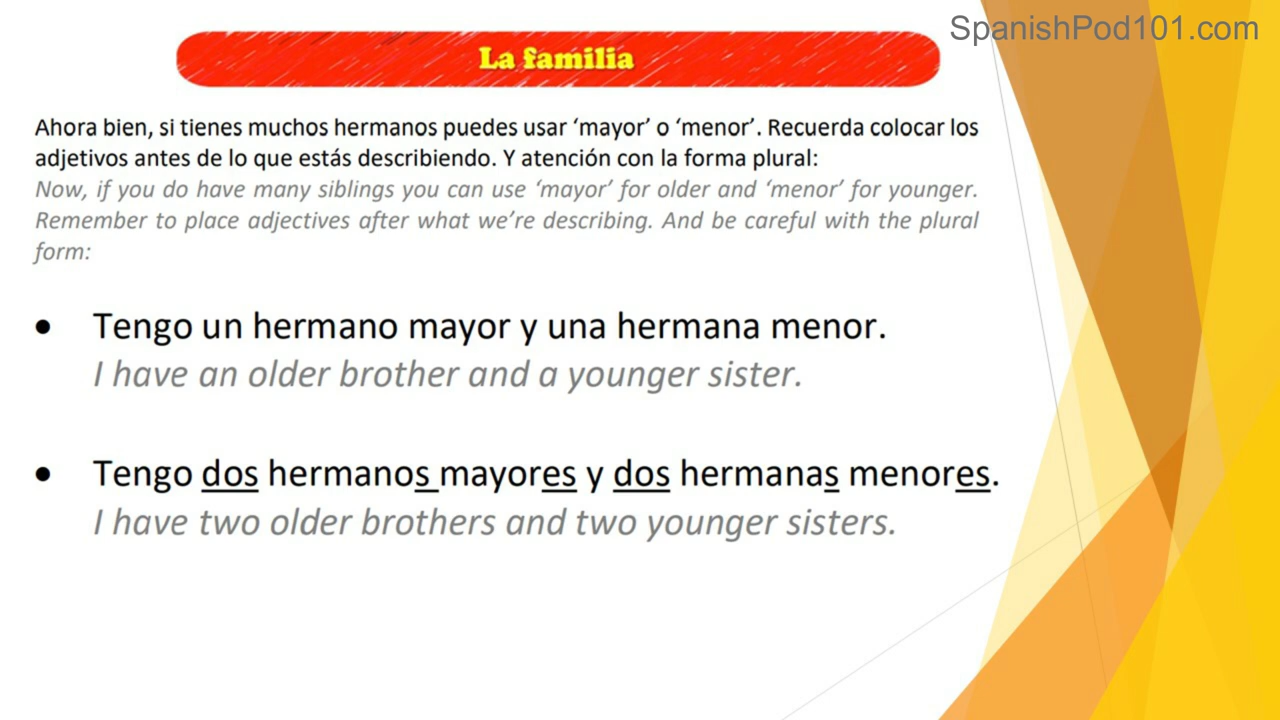 SpanishPod101.com
La familia
Ahora bien, si tienes muchos hermanos puedes usar ‘mayor’ o ‘menor’. Recuerda colocar los
adjetivos antes de lo que estás describiendo. Y atención con la forma plural:
Now, if you do have many siblings you can use ‘mayor’ for older and ‘menor’ for younger.
Remember to place adjectives after what we’re describing. And be careful with the plural
form:
• Tengo un hermano mayor y una hermana menor.
I have an older brother and a younger sister.
• Tengo dos hermanos mayores y dos hermanas menores.
I have two older brothers and two younger sisters.